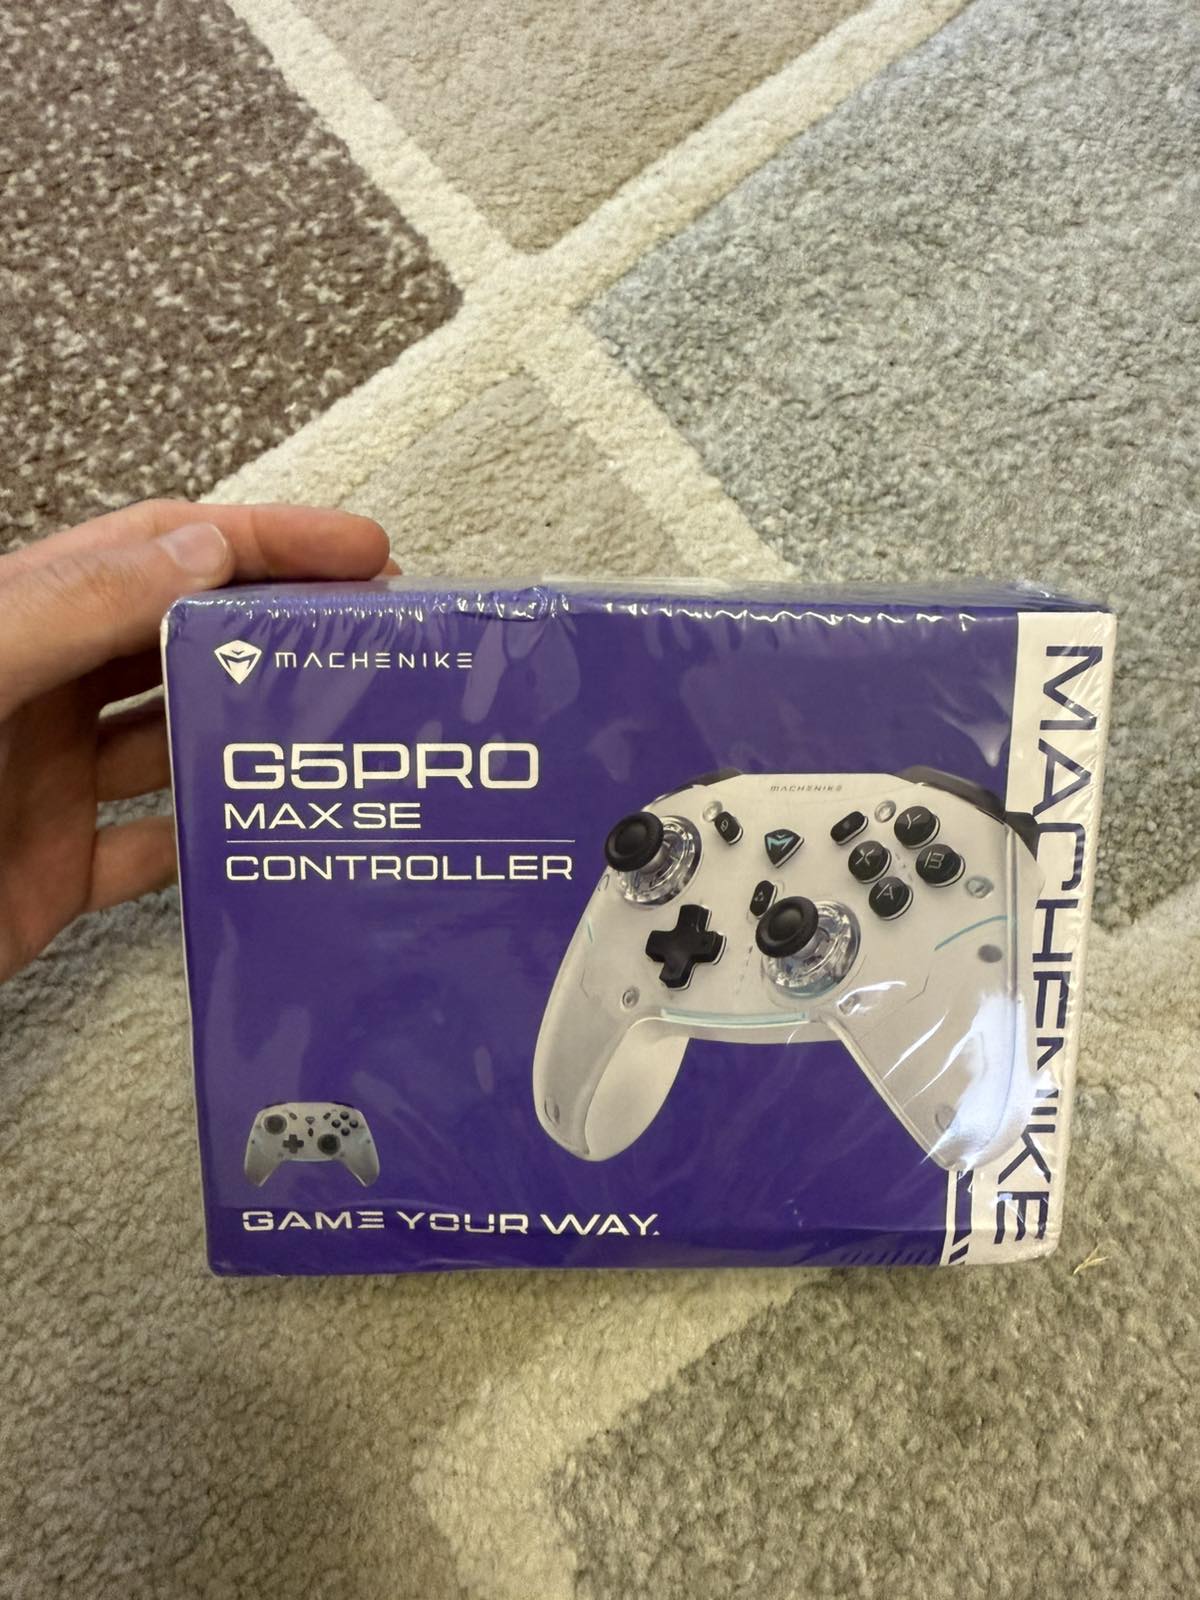 MACHENIKE
G5PRO
MAX SE
CONTROLLER
MACHENIKE
Y
X
B
A
GAME YOUR WAY.
MACHENIKE